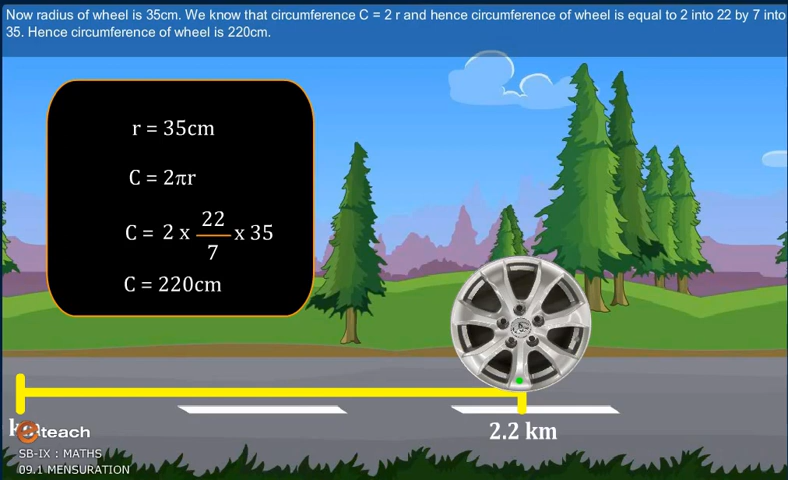 Now radius of wheel is 35cm. We know that circumference C = 2 r and hence circumference of wheel is equal to 2 into 22 by 7 into
35. Hence circumference of wheel is 220cm.
r = 35cm
C = 2πr
C = 2 x 22/7 x 35
C = 220cm
2.2 km
teach
SB-IX : MATHS
09.1 MENSURATION